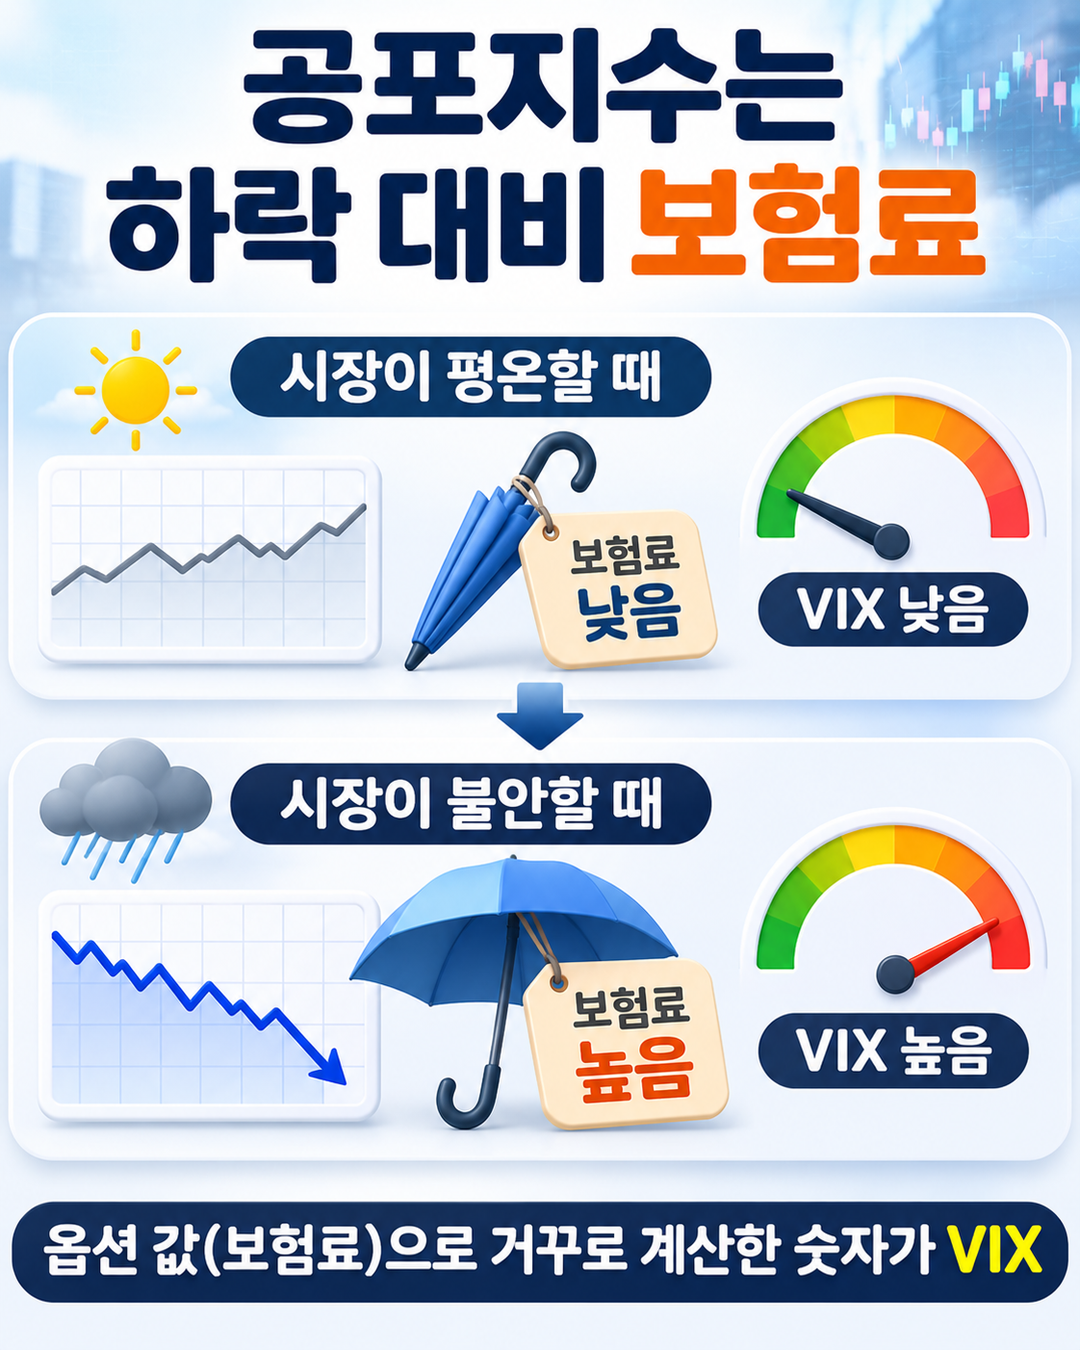 공포지수는
하락 대비 보험료
시장이 평온할 때
보험료
낮음
VIX 낮음
시장이 불안할 때
보험료
높음
VIX 높음
옵션 값(보험료)으로 거꾸로 계산한 숫자가 VIX